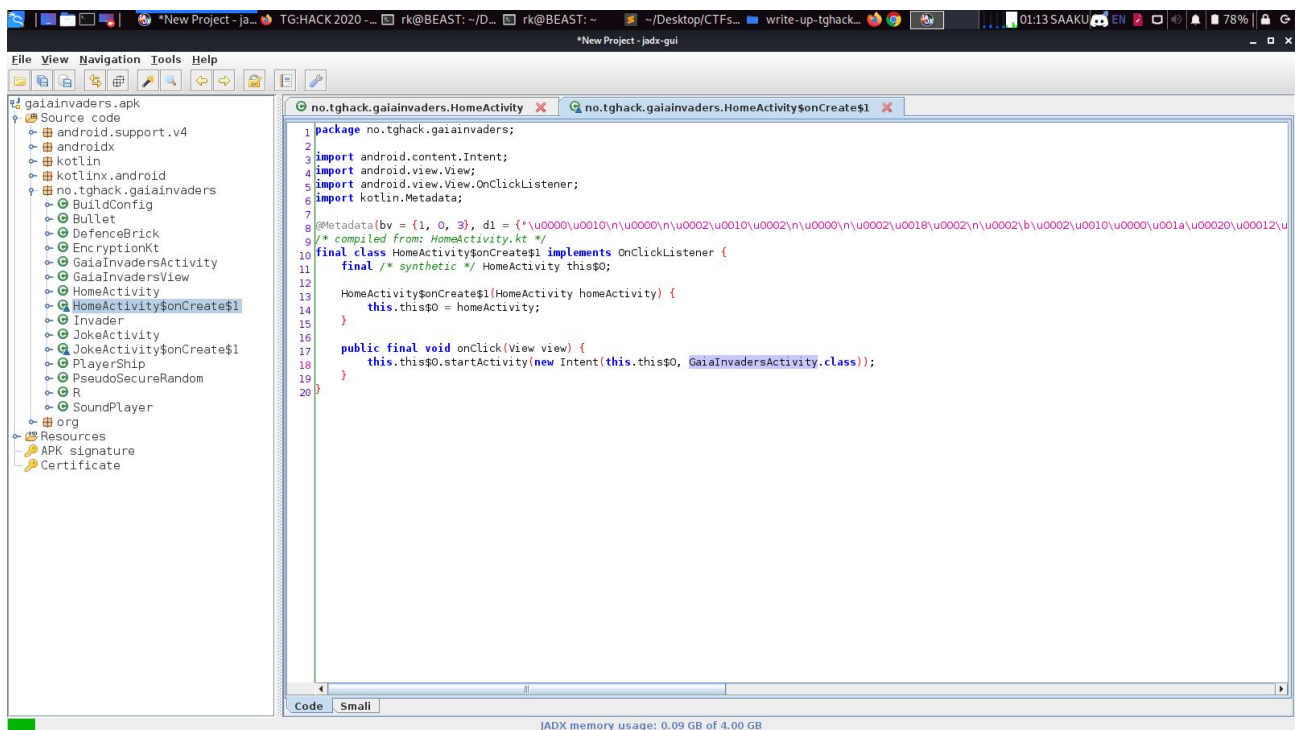 *New Project - ja... TG:HACK 2020 - ... rk@BEAST: ~/D... rk@BEAST: ~ ~/Desktop/CTFs... write-up-tghack... 01:13 SAAKU EN 2 78%
*New Project - jadx-gui
File View Navigation Tools Help
gaiainvaders.apk
Source code
android.support.v4
androidx
kotlin
kotlinx.android
no.tghack.gaiainvaders
BuildConfig
Bullet
DefenceBrick
EncryptionKt
GaiaInvadersActivity
GaiaInvadersView
HomeActivity
HomeActivity$onCreate$1
Invader
JokeActivity
JokeActivity$onCreate$1
PlayerShip
PseudoSecureRandom
R
SoundPlayer
org
Resources
APK signature
Certificate
no.tghack.gaiainvaders.HomeActivity no.tghack.gaiainvaders.HomeActivity$onCreate$1
1 package no.tghack.gaiainvaders;
2
3 import android.content.Intent;
4 import android.view.View;
5 import android.view.View.OnClickListener;
6 import kotlin.Metadata;
7
8 @Metadata(bv = {1, 0, 3}, d1 = {"\u0000\u0010\n\u0000\n\u0002\u0010\u0002\n\u0000\n\u0002\u0018\u0002\n\u0002\b\u0002\u0010\u0000\u001a\u00020\u00012\u
9 /* compiled from: HomeActivity.kt */
10 final class HomeActivity$onCreate$1 implements OnClickListener {
11 final /* synthetic */ HomeActivity this$0;
12
13 HomeActivity$onCreate$1(HomeActivity homeActivity) {
14 this.this$0 = homeActivity;
15 }
16
17 public final void onClick(View view) {
18 this.this$0.startActivity(new Intent(this.this$0, GaiaInvadersActivity.class));
19 }
20 }
Code Smali
JADX memory usage: 0.09 GB of 4.00 GB